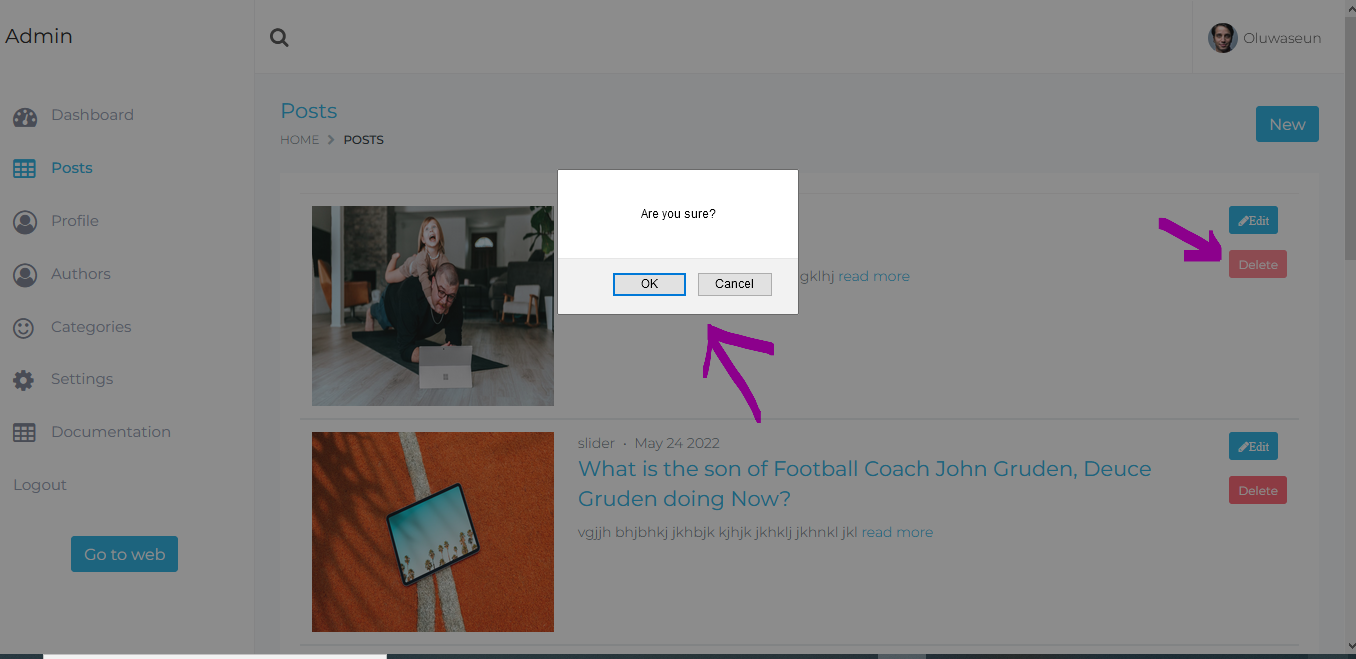 Admin
Oluwaseun
Dashboard
Posts
Profile
Authors
Categories
Settings
Documentation
Logout
Go to web
Posts
HOME > POSTS
New
Are you sure?
OK Cancel
gklhj read more
Edit
Delete
slider · May 24 2022
What is the son of Football Coach John Gruden, Deuce
Gruden doing Now?
vgjjh bhjbhkj jkhbjk kjhjk jkhklj jkhnkl jkl read more
Edit
Delete